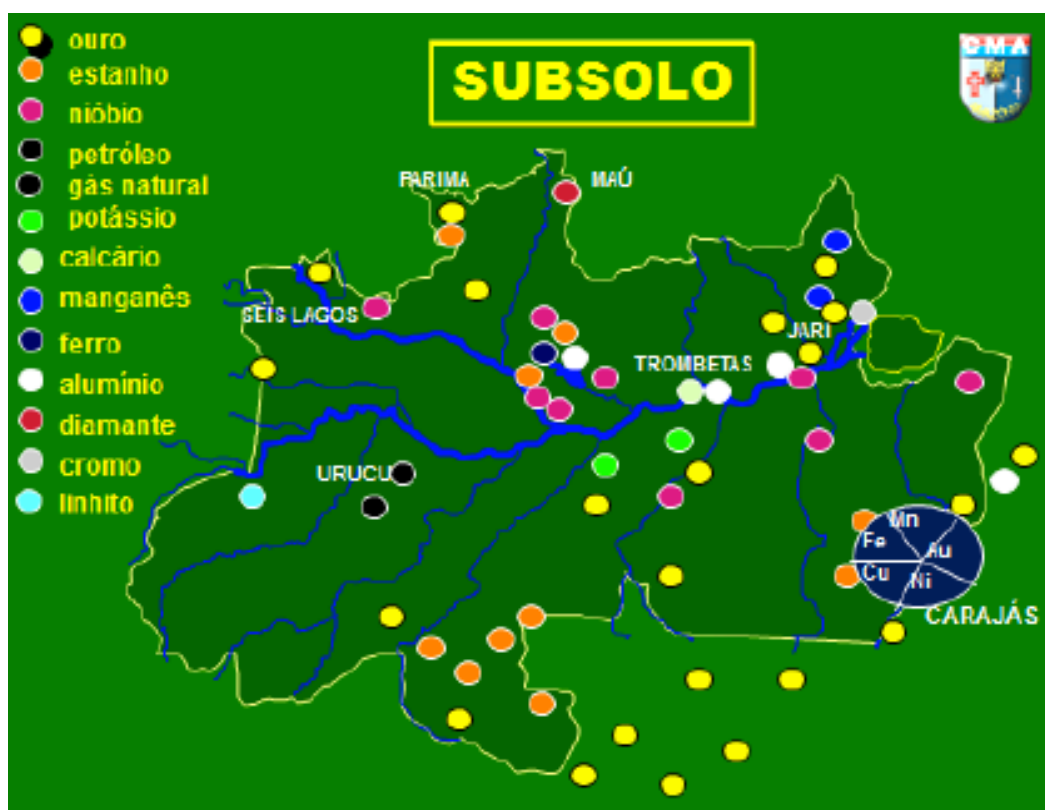 ouro
estanho
nióbio
petróleo
gás natural
potássio
calcário
manganês
ferro
alumínio
diamante
cromo
linhito
SUBSOLO
CMA
PARIMA
MAÚ
SEIS LAGOS
JARI
TROMBETAS
URUCU
Mn
Fe
Au
Cu
Ni
CARAJÁS